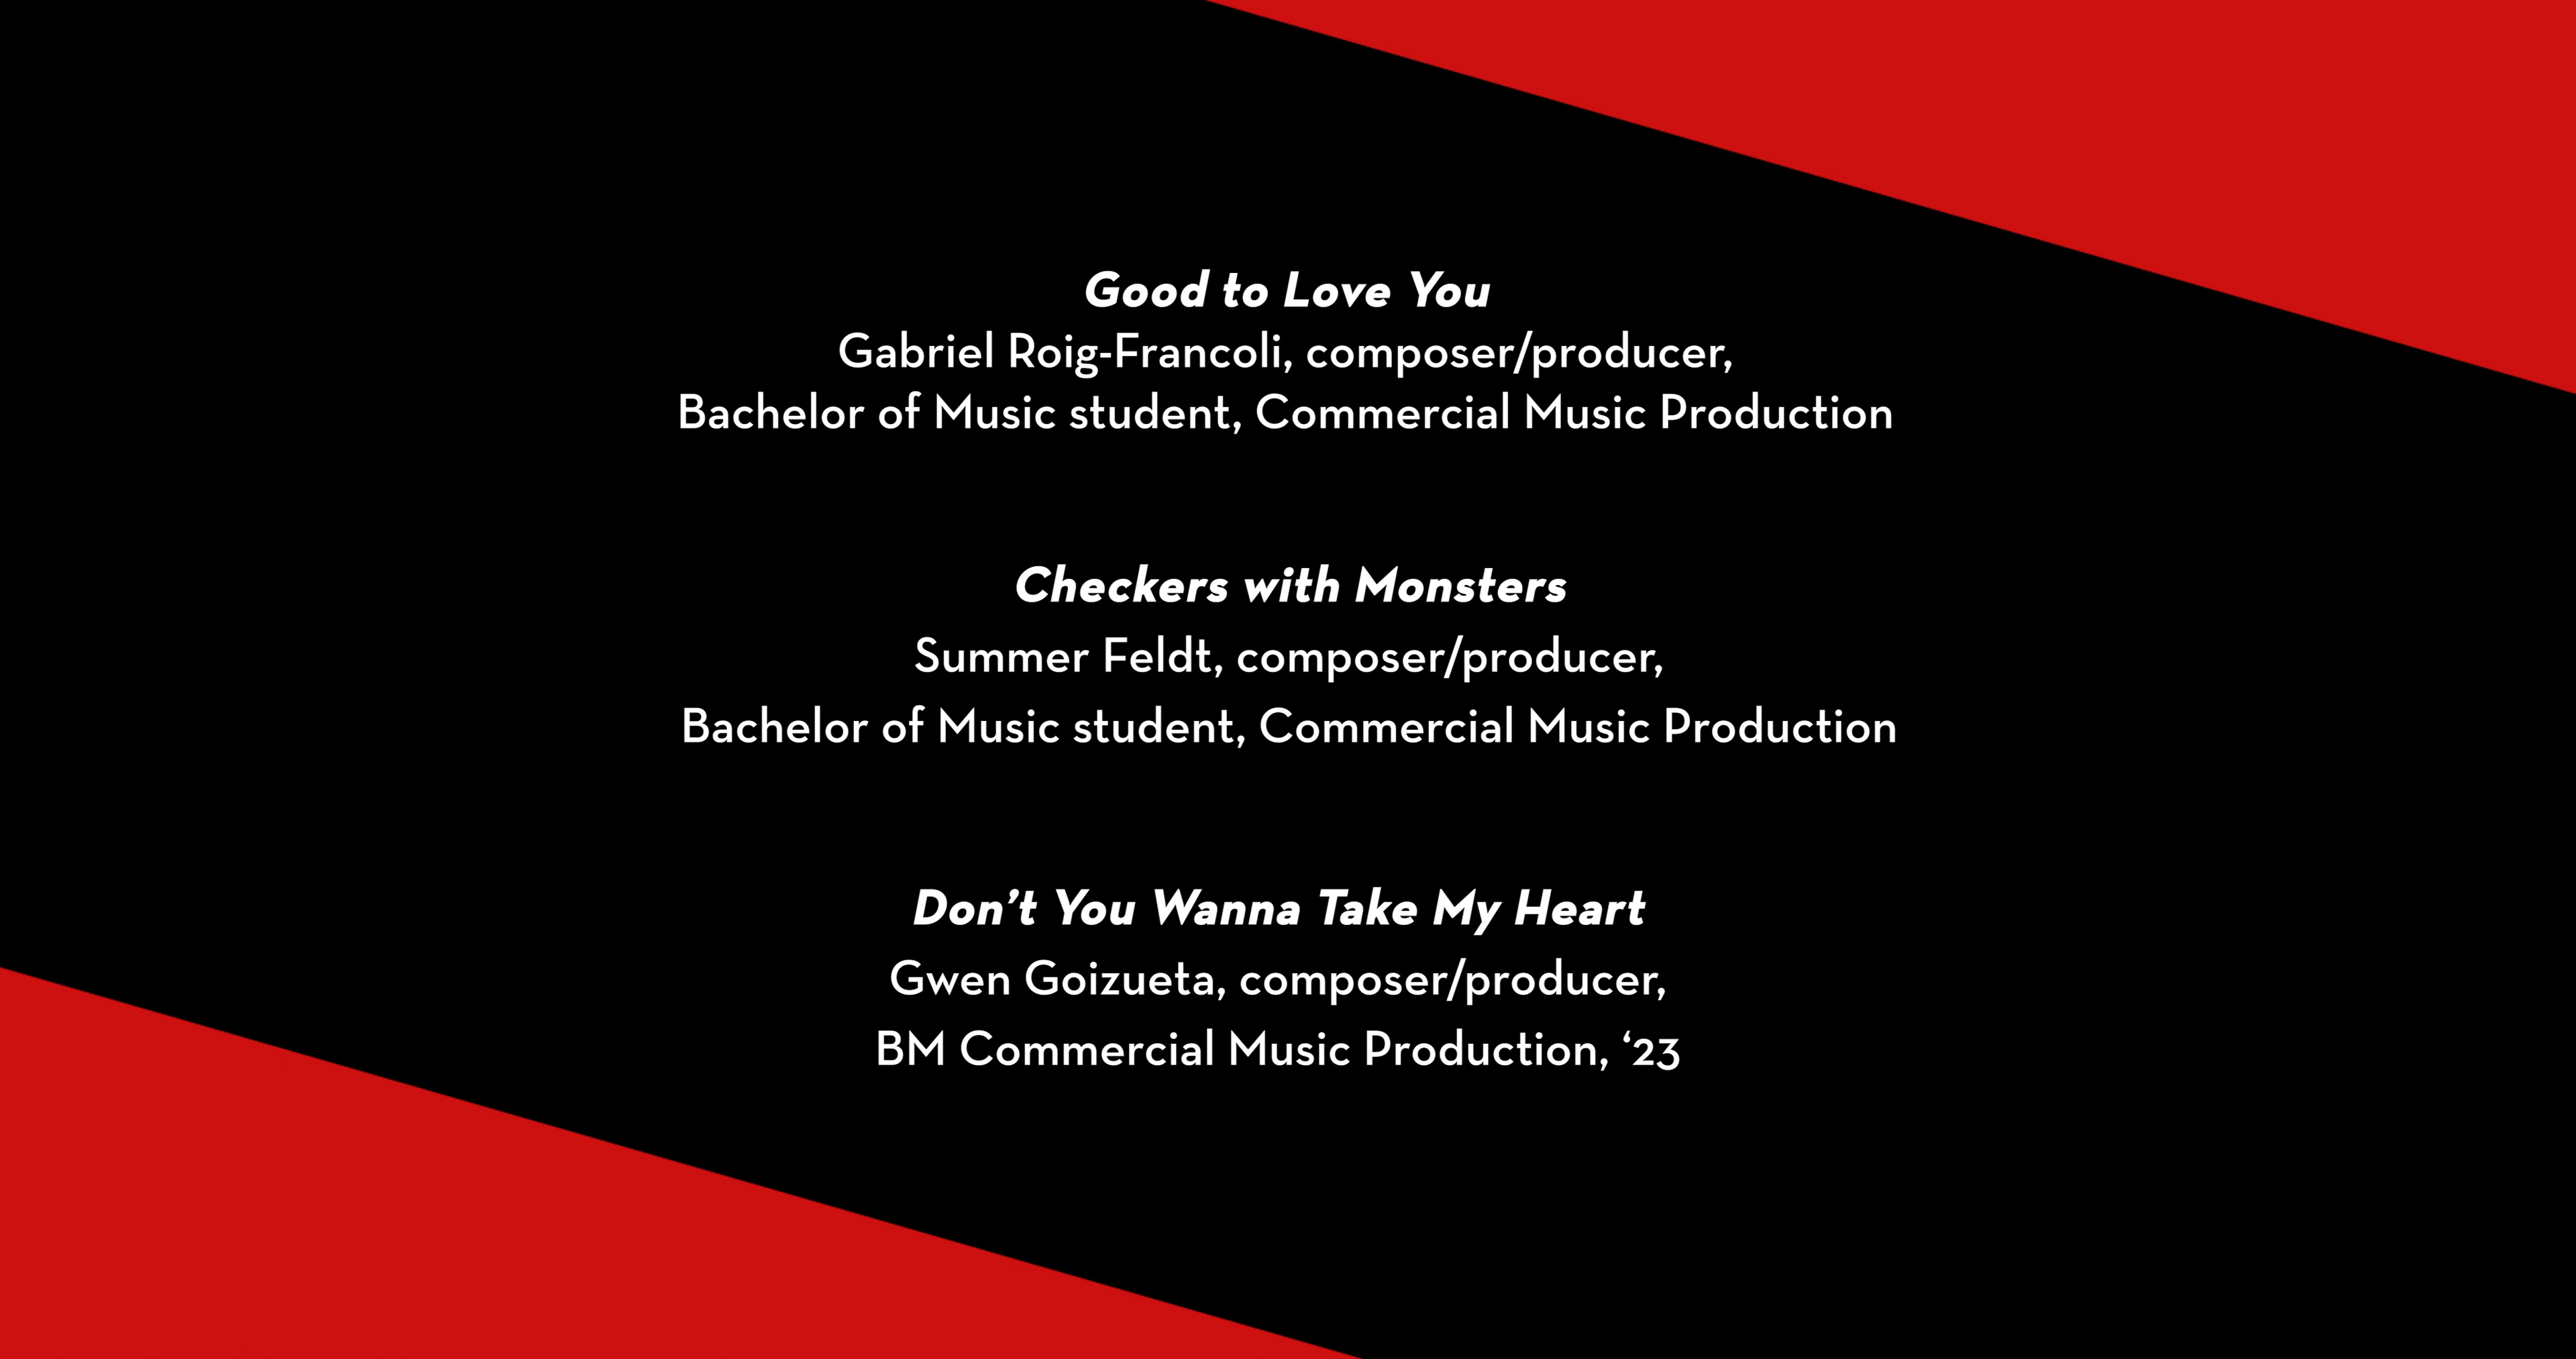 Good to Love You
Gabriel Roig-Francoli, composer/producer,
Bachelor of Music student, Commercial Music Production
Checkers with Monsters
Summer Feldt, composer/producer,
Bachelor of Music student, Commercial Music Production
Don’t You Wanna Take My Heart
Gwen Goizueta, composer/producer,
BM Commercial Music Production, ‘23